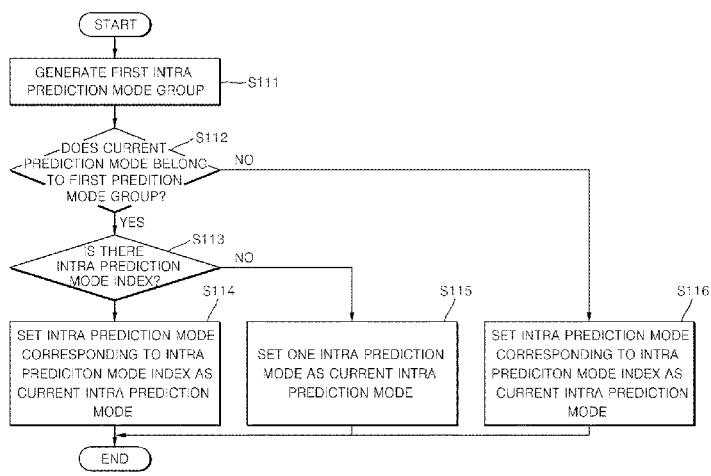 START
GENERATE FIRST INTRA
PREDICTION MODE GROUP
S111
DOES CURRENT
PREDICTION MODE BELONG
TO FIRST PREDITION
MODE GROUP?
S112
NO
YES
IS THERE
INTRA PREDICTION
MODE INDEX?
S113
NO
S114
SET INTRA PREDICTION MODE
CORRESPONDING TO INTRA
PREDICITON MODE INDEX AS
CURRENT INTRA PREDICTION
MODE
S115
SET ONE INTRA PREDICTION
MODE AS CURRENT INTRA
PREDICTION MODE
S116
SET INTRA PREDICTION MODE
CORRESPONDING TO INTRA
PREDICITON MODE INDEX AS
CURRENT INTRA PREDICTION
MODE
END